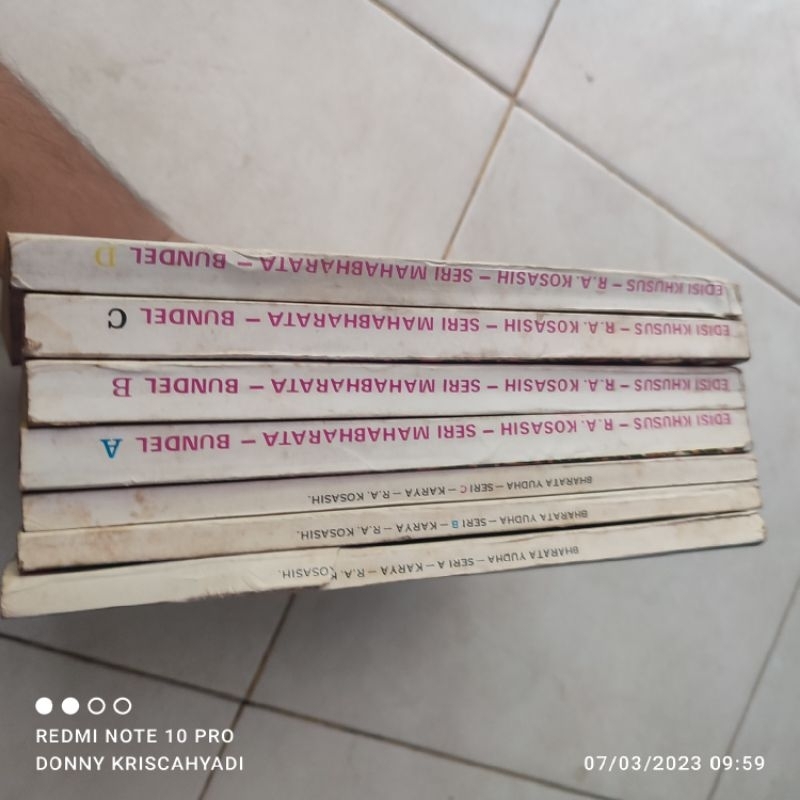 EDISI KHUSUS – R.A. KOSASIH – SERI MAHABHARATA – BUNDEL D
EDISI KHUSUS – R.A. KOSASIH – SERI MAHABHARATA – BUNDEL C
EDISI KHUSUS – R.A. KOSASIH – SERI MAHABHARATA – BUNDEL B
EDISI KHUSUS – R.A. KOSASIH – SERI MAHABHARATA – BUNDEL A
BHARATA YUDHA – SERI C – KARYA – R.A. KOSASIH.
BHARATA YUDHA – SERI B – KARYA – R.A. KOSASIH.
BHARATA YUDHA – SERI A – KARYA – R.A. KOSASIH.
REDMI NOTE 10 PRO
DONNY KRISCAHYADI
07/03/2023 09:59